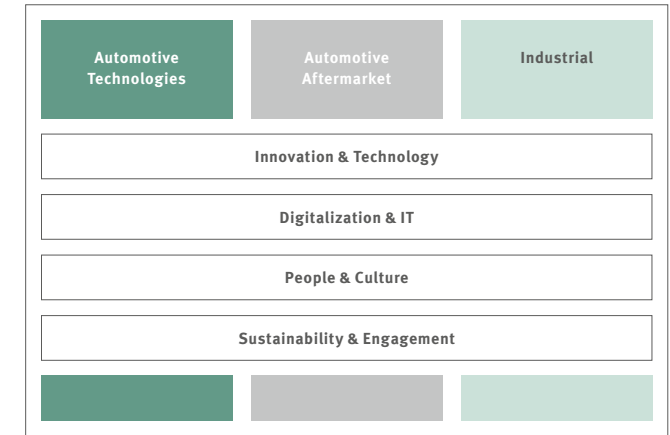 Automotive
Technologies
Automotive
Aftermarket
Industrial
Innovation & Technology
Digitalization & IT
People & Culture
Sustainability & Engagement